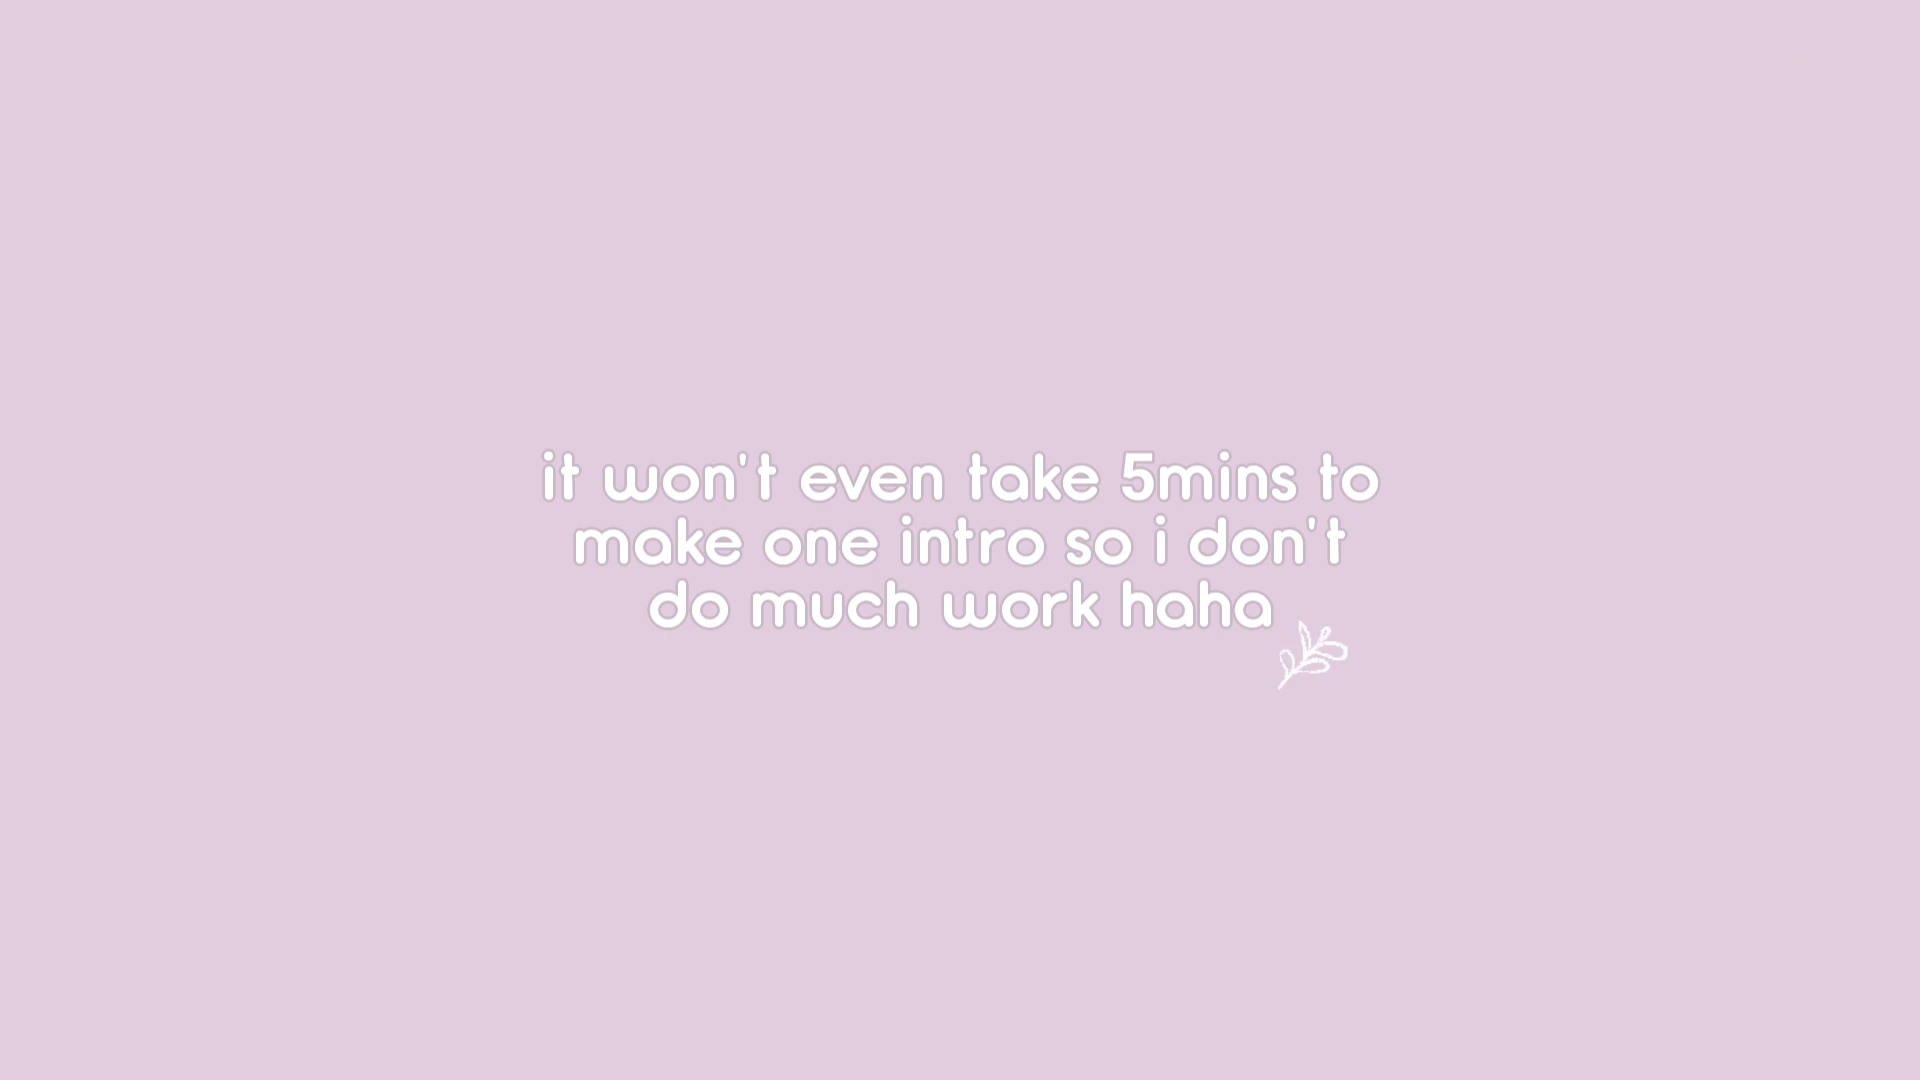 it won't even take 5mins to
make one intro so i don't
do much work haha